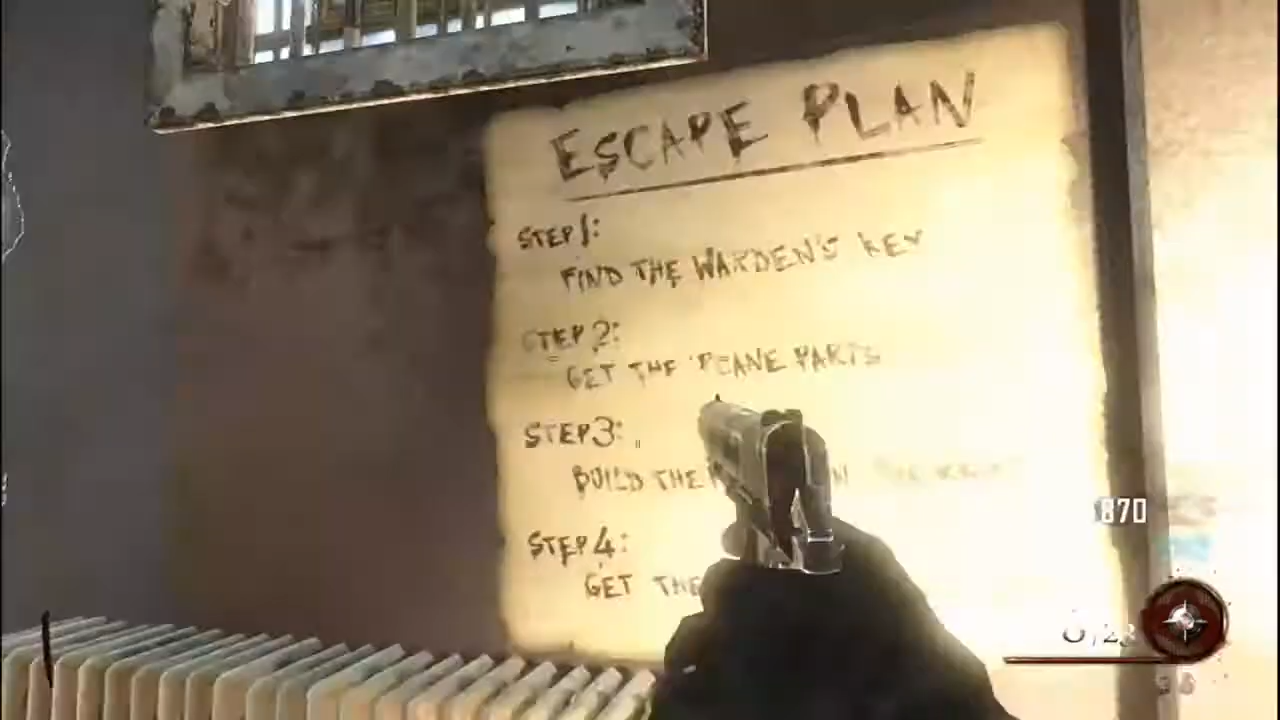 ESCAPE PLAN
STEP 1:
FIND THE WARDEN'S KEY
STEP 2:
GET THE PLANE PARTS
STEP 3:
BUILD THE
STEP 4:
GET THE
870